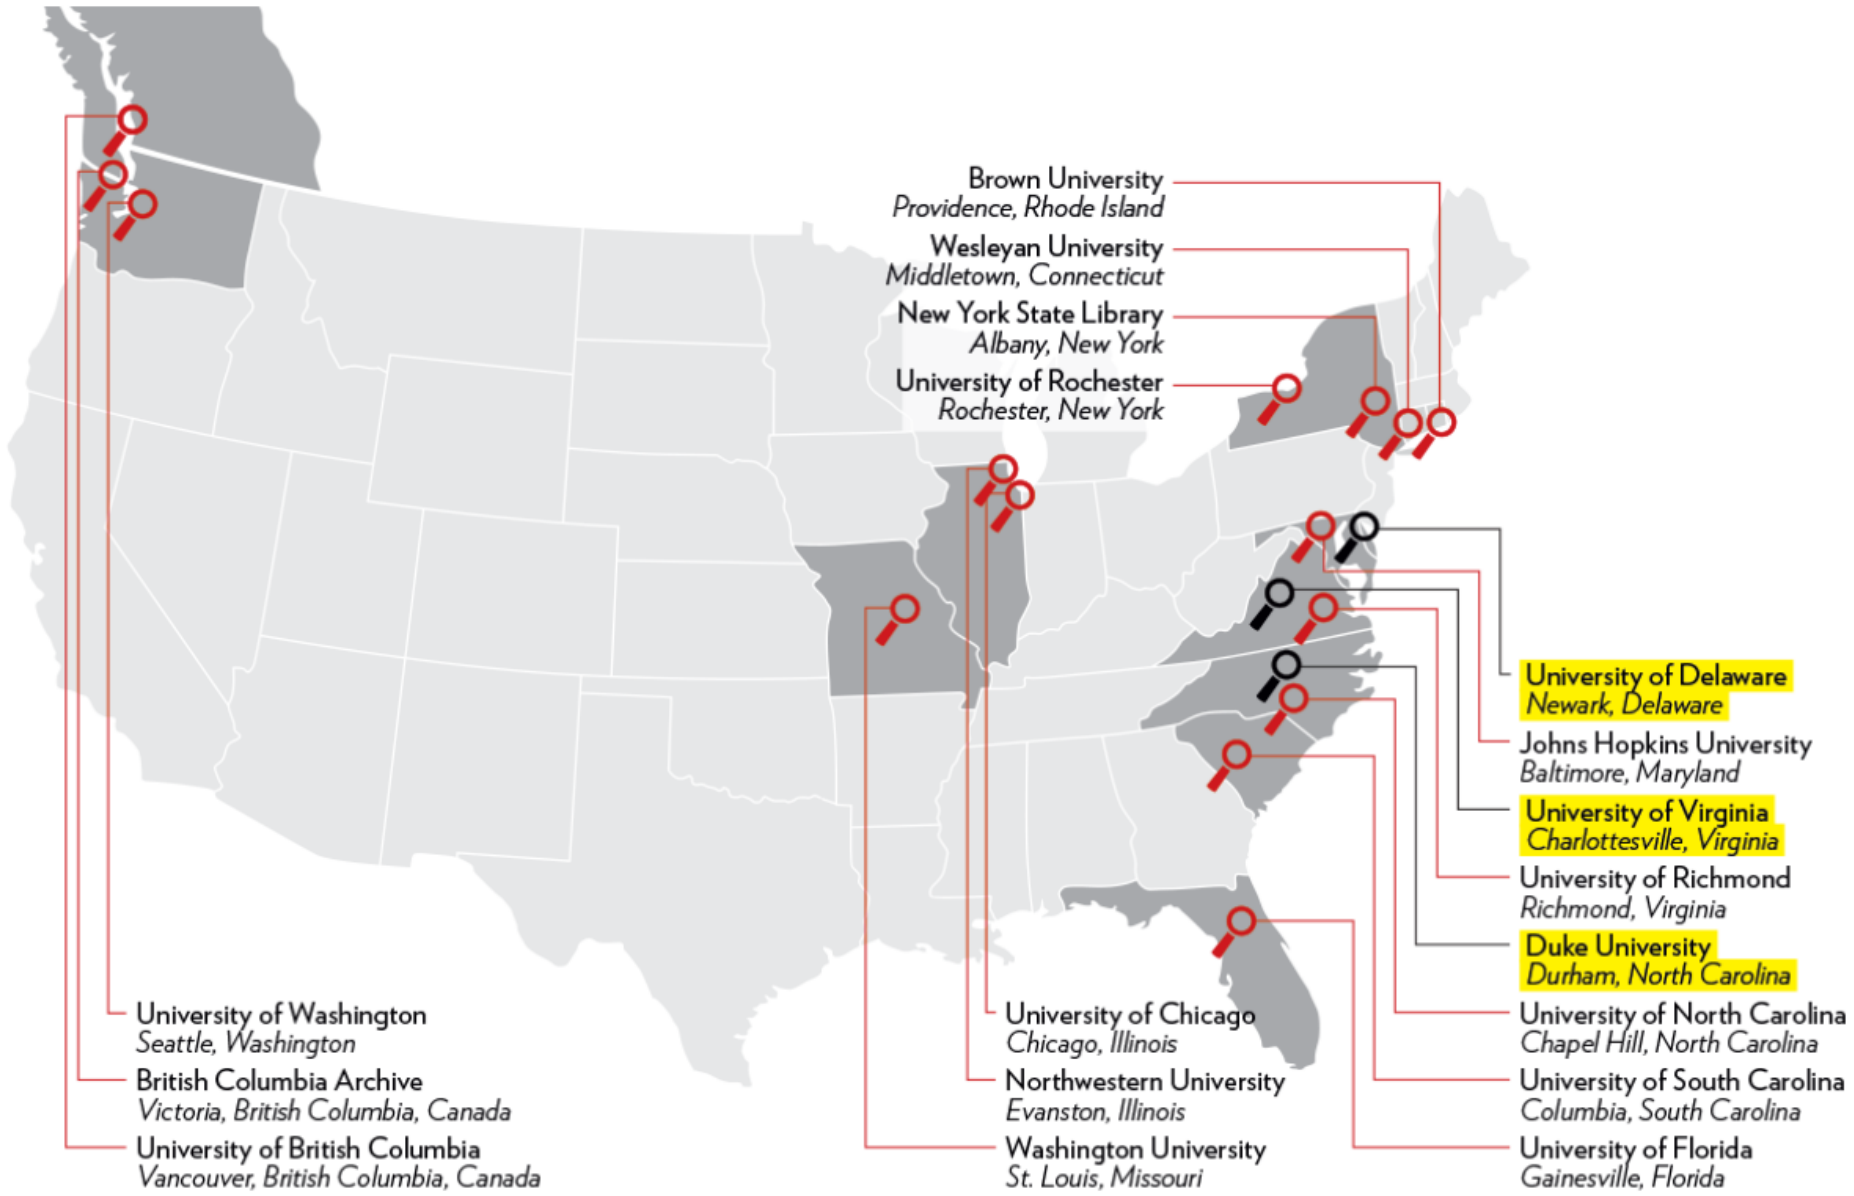 Brown University
Providence, Rhode Island
Wesleyan University
Middletown, Connecticut
New York State Library
Albany, New York
University of Rochester
Rochester, New York
University of Delaware
Newark, Delaware
Johns Hopkins University
Baltimore, Maryland
University of Virginia
Charlottesville, Virginia
University of Richmond
Richmond, Virginia
Duke University
Durham, North Carolina
University of North Carolina
Chapel Hill, North Carolina
University of South Carolina
Columbia, South Carolina
University of Florida
Gainesville, Florida
University of Washington
Seattle, Washington
British Columbia Archive
Victoria, British Columbia, Canada
University of British Columbia
Vancouver, British Columbia, Canada
University of Chicago
Chicago, Illinois
Northwestern University
Evanston, Illinois
Washington University
St. Louis, Missouri